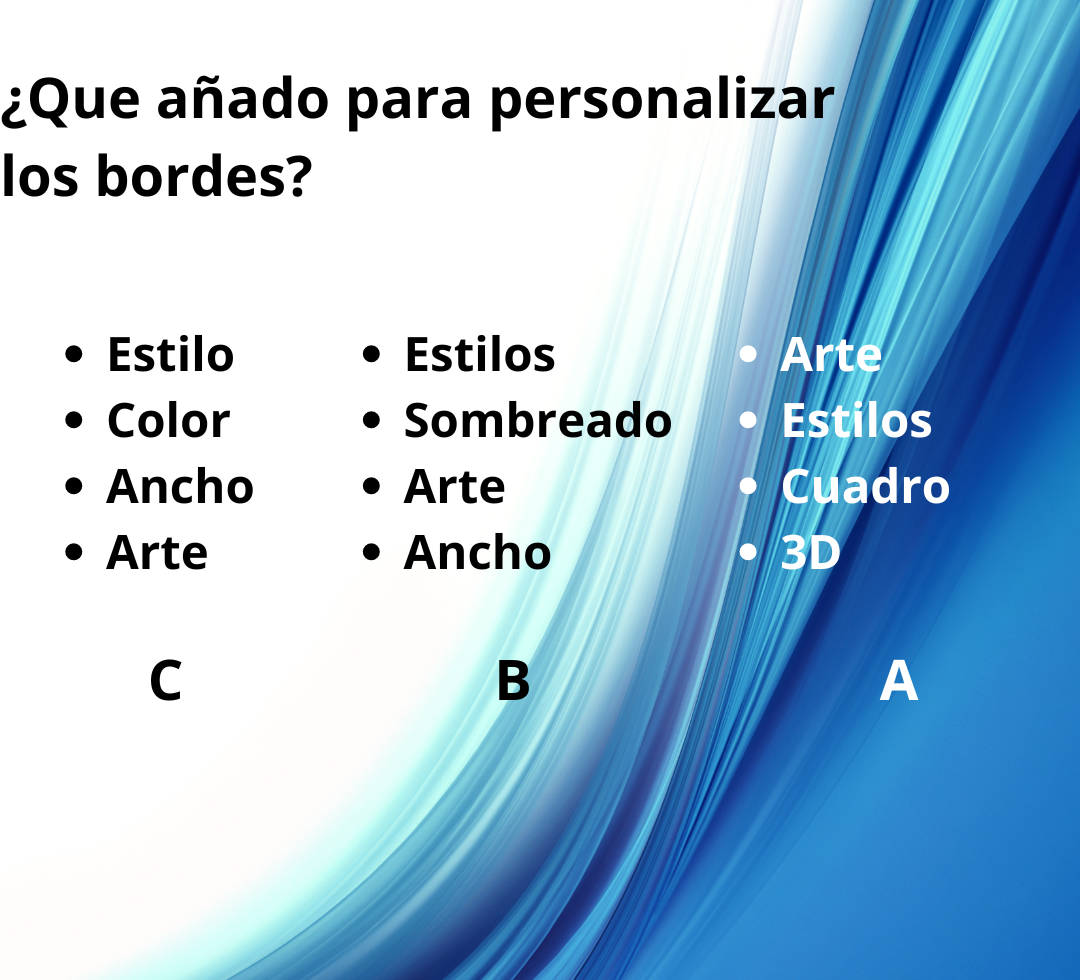 ¿Que añado para personalizar
los bordes?
• Estilo
• Color
• Ancho
• Arte
C
• Estilos
• Sombreado
• Arte
• Ancho
B
• Arte
• Estilos
• Cuadro
• 3D
A